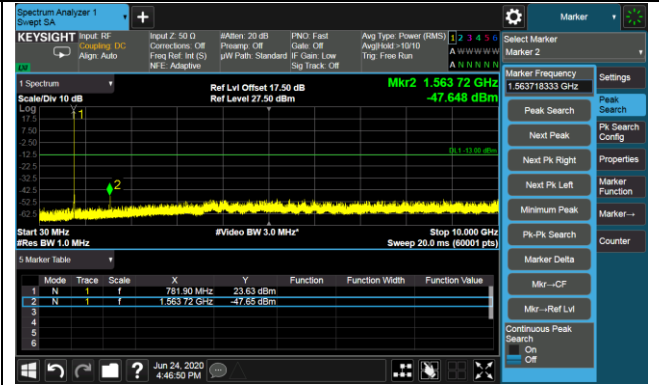 Spectrum Analyzer 1
Swept SA
+
Marker
KEYSIGHT Input: RF
Coupling: DC
Align: Auto
Input Z: 50 Ω
Corrections: Off
Freq Ref: Int (S)
NFE: Adaptive
#Atten: 20 dB
Preamp: Off
µW Path: Standard
PNO: Fast
Gate: Off
IF Gain: Low
Sig Track: Off
Avg Type: Power (RMS)
Avg|Hold:>10/10
Trig: Free Run
1 2 3 4 5 6
A W W W W W
A N N N N N
Select Marker
Marker 2
1 Spectrum
Scale/Div 10 dB
Log
Ref Lvl Offset 17.50 dB
Ref Level 27.50 dBm
Mkr2 1.563 72 GHz
-47.648 dBm
17.5
7.50
-2.50
-12.5
-22.5
-32.5
-42.5
-52.5
-62.5
1
2
DL1 -13.00 dBm
Start 30 MHz
#Res BW 1.0 MHz
#Video BW 3.0 MHz*
Stop 10.000 GHz
Sweep 20.0 ms (60001 pts)
5 Marker Table
Mode Trace Scale X Y Function Function Width Function Value
1 N 1 f 781.90 MHz 23.63 dBm
2 N 1 f 1.563 72 GHz -47.65 dBm
3
4
5
6
Marker Frequency
1.563718333 GHz
Peak Search
Next Peak
Next Pk Right
Next Pk Left
Minimum Peak
Pk-Pk Search
Marker Delta
Mkr→CF
Mkr→Ref Lvl
Continuous Peak
Search
On
Off
Settings
Peak
Search
Pk Search
Config
Properties
Marker
Function
Marker→
Counter
?
Jun 24, 2020
4:46:50 PM